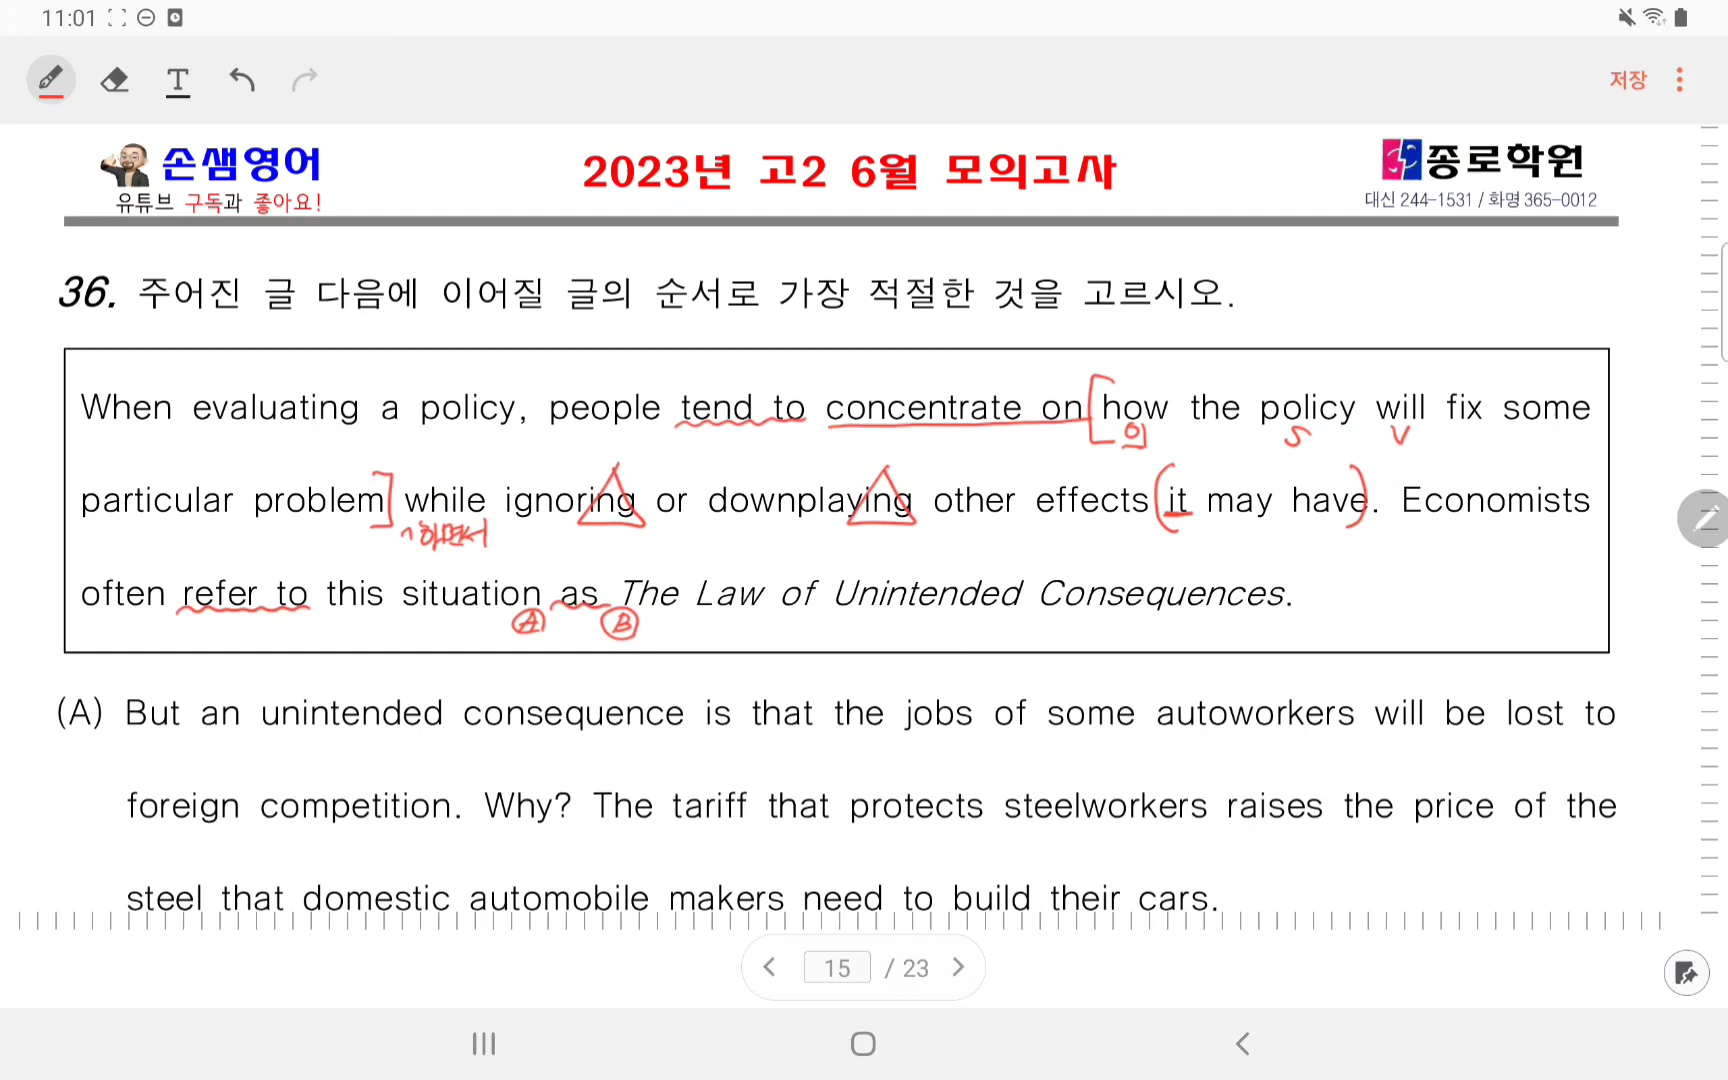 11:01
저장
손샘영어
유튜브 구독과 좋아요!
2023년 고2 6월 모의고사
종로학원
대신 244-1531 / 화명 365-0012
36. 주어진 글 다음에 이어질 글의 순서로 가장 적절한 것을 고르시오.
When evaluating a policy, people tend to concentrate on [how the policy will fix some
의 S V
particular problem] while ignoring or downplaying other effects (it may have). Economists
~하면서
often refer to this situation as The Law of Unintended Consequences.
Ⓐ Ⓑ
(A) But an unintended consequence is that the jobs of some autoworkers will be lost to
foreign competition. Why? The tariff that protects steelworkers raises the price of the
steel that domestic automobile makers need to build their cars.
15 / 23